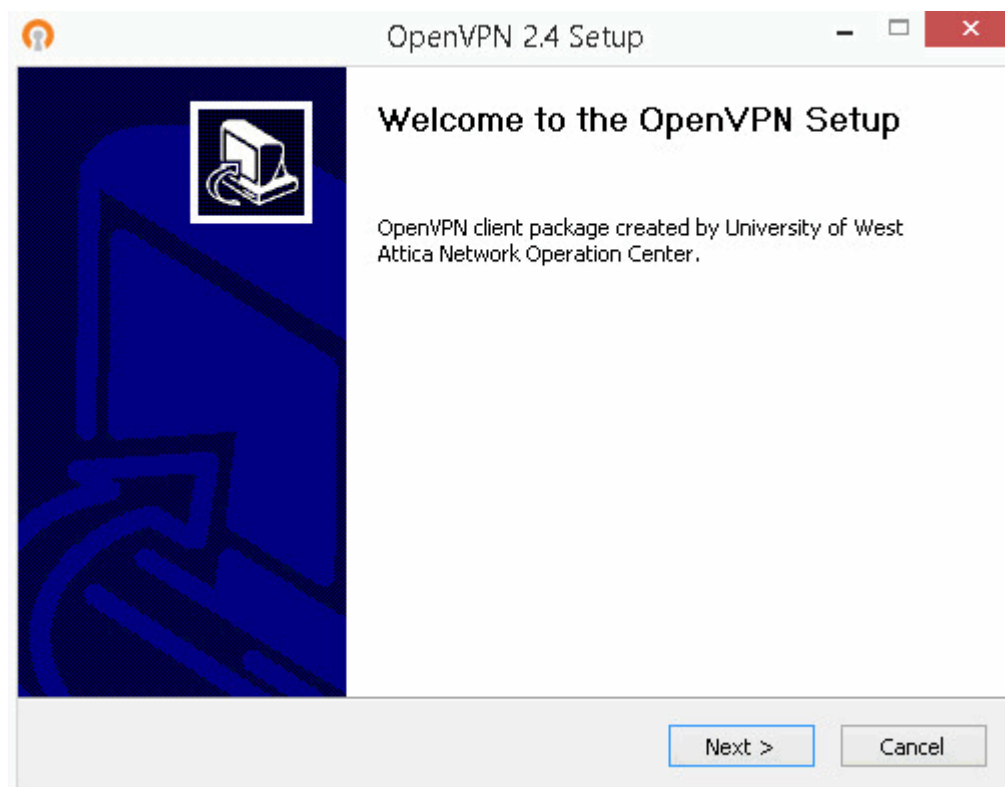 OpenVPN 2.4 Setup
Welcome to the OpenVPN Setup
OpenVPN client package created by University of West
Attica Network Operation Center.
Next >
Cancel